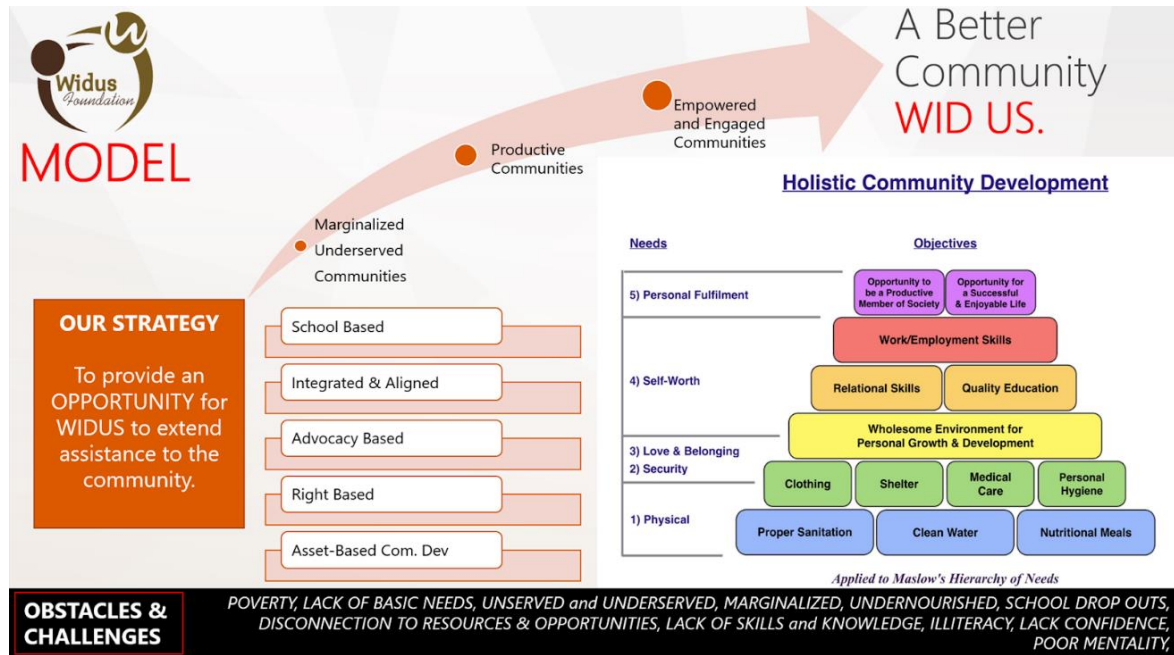 Widus
Foundation
MODEL
A Better
Community
WID US.
Empowered
and Engaged
Communities
Productive
Communities
Marginalized
Underserved
Communities
OUR STRATEGY
To provide an
OPPORTUNITY for
WIDUS to extend
assistance to the
community.
School Based
Integrated & Aligned
Advocacy Based
Right Based
Asset-Based Com. Dev
Holistic Community Development
Needs
Objectives
5) Personal Fulfilment
Opportunity to
be a Productive
Member of Society
Opportunity for
a Successful
& Enjoyable Life
Work/Employment Skills
4) Self-Worth
Relational Skills
Quality Education
Wholesome Environment for
Personal Growth & Development
3) Love & Belonging
2) Security
Clothing
Shelter
Medical
Care
Personal
Hygiene
1) Physical
Proper Sanitation
Clean Water
Nutritional Meals
Applied to Maslow's Hierarchy of Needs
OBSTACLES &
CHALLENGES
POVERTY, LACK OF BASIC NEEDS, UNSERVED and UNDERSERVED, MARGINALIZED, UNDERNOURISHED, SCHOOL DROP OUTS,
DISCONNECTION TO RESOURCES & OPPORTUNITIES, LACK OF SKILLS and KNOWLEDGE, ILLITERACY, LACK CONFIDENCE,
POOR MENTALITY,